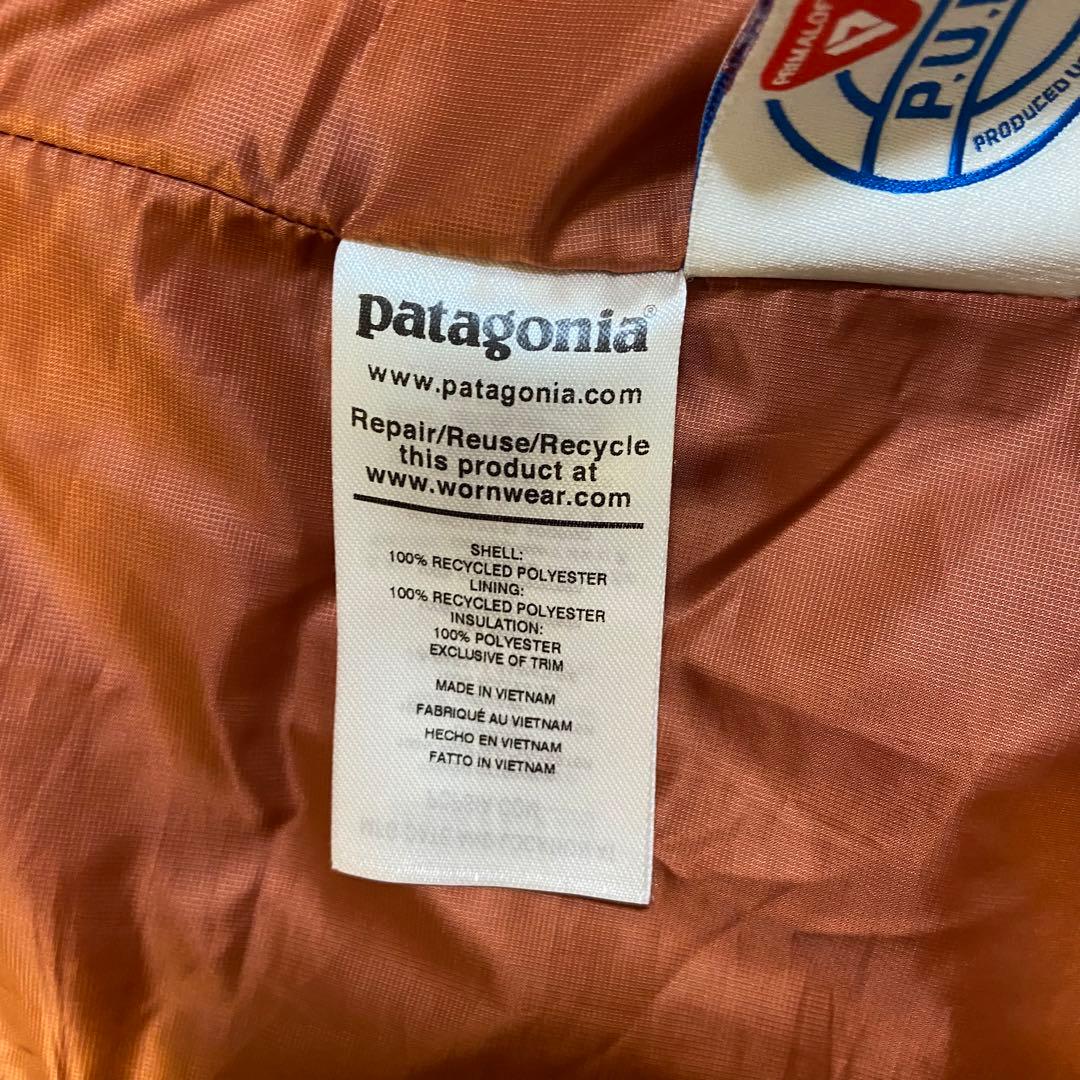 PRIMALOF
P.U.
PRODUCED U
patagonia®
www.patagonia.com
Repair/Reuse/Recycle
this product at
www.wornwear.com
SHELL:
100% RECYCLED POLYESTER
LINING:
100% RECYCLED POLYESTER
INSULATION:
100% POLYESTER
EXCLUSIVE OF TRIM
MADE IN VIETNAM
FABRIQUÉ AU VIETNAM
HECHO EN VIETNAM
FATTO IN VIETNAM